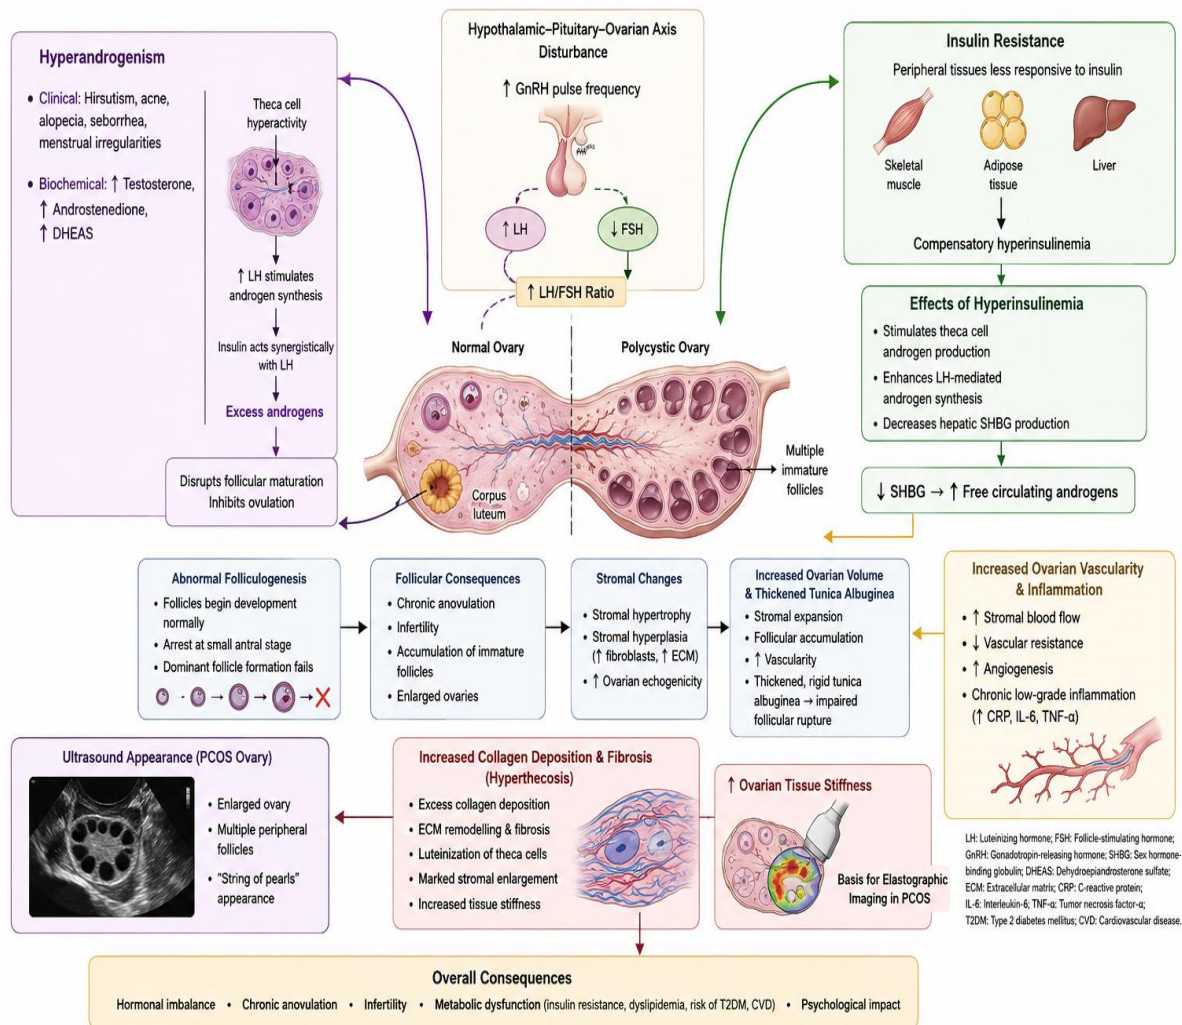 Hyperandrogenism
• Clinical: Hirsutism, acne,
alopecia, seborrhea,
menstrual irregularities
• Biochemical: ↑ Testosterone,
↑ Androstenedione,
↑ DHEAS
Theca cell
hyperactivity
↑ LH stimulates
androgen synthesis
Insulin acts synergistically
with LH
Excess androgens
Disrupts follicular maturation
Inhibits ovulation
Hypothalamic–Pituitary–Ovarian Axis
Disturbance
↑ GnRH pulse frequency
↑ LH
↓ FSH
↑ LH/FSH Ratio
Normal Ovary
Polycystic Ovary
Corpus
luteum
Multiple
immature
follicles
Insulin Resistance
Peripheral tissues less responsive to insulin
Skeletal
muscle
Adipose
tissue
Liver
Compensatory hyperinsulinemia
Effects of Hyperinsulinemia
• Stimulates theca cell
androgen production
• Enhances LH-mediated
androgen synthesis
• Decreases hepatic SHBG production
↓ SHBG → ↑ Free circulating androgens
Abnormal Folliculogenesis
• Follicles begin development
normally
• Arrest at small antral stage
• Dominant follicle formation fails
Follicular Consequences
• Chronic anovulation
• Infertility
• Accumulation of immature
follicles
• Enlarged ovaries
Stromal Changes
• Stromal hypertrophy
• Stromal hyperplasia
(↑ fibroblasts, ↑ ECM)
• ↑ Ovarian echogenicity
Increased Ovarian Volume
& Thickened Tunica Albuginea
• Stromal expansion
• Follicular accumulation
• ↑ Vascularity
• Thickened, rigid tunica
albuginea → impaired
follicular rupture
Increased Ovarian Vascularity
& Inflammation
• ↑ Stromal blood flow
• ↓ Vascular resistance
• ↑ Angiogenesis
• Chronic low-grade inflammation
(↑ CRP, IL-6, TNF-α)
Ultrasound Appearance (PCOS Ovary)
• Enlarged ovary
• Multiple peripheral
follicles
• "String of pearls"
appearance
Increased Collagen Deposition & Fibrosis
(Hyperthecosis)
• Excess collagen deposition
• ECM remodelling & fibrosis
• Luteinization of theca cells
• Marked stromal enlargement
• Increased tissue stiffness
↑ Ovarian Tissue Stiffness
Basis for Elastographic
Imaging in PCOS
LH: Luteinizing hormone; FSH: Follicle-stimulating hormone;
GnRH: Gonadotropin-releasing hormone; SHBG: Sex hormone-
binding globulin; DHEAS: Dehydroepiandrosterone sulfate;
ECM: Extracellular matrix; CRP: C-reactive protein;
IL-6: Interleukin-6; TNF-α: Tumor necrosis factor-α;
T2DM: Type 2 diabetes mellitus; CVD: Cardiovascular disease.
Overall Consequences
Hormonal imbalance • Chronic anovulation • Infertility • Metabolic dysfunction (insulin resistance, dyslipidemia, risk of T2DM, CVD) • Psychological impact